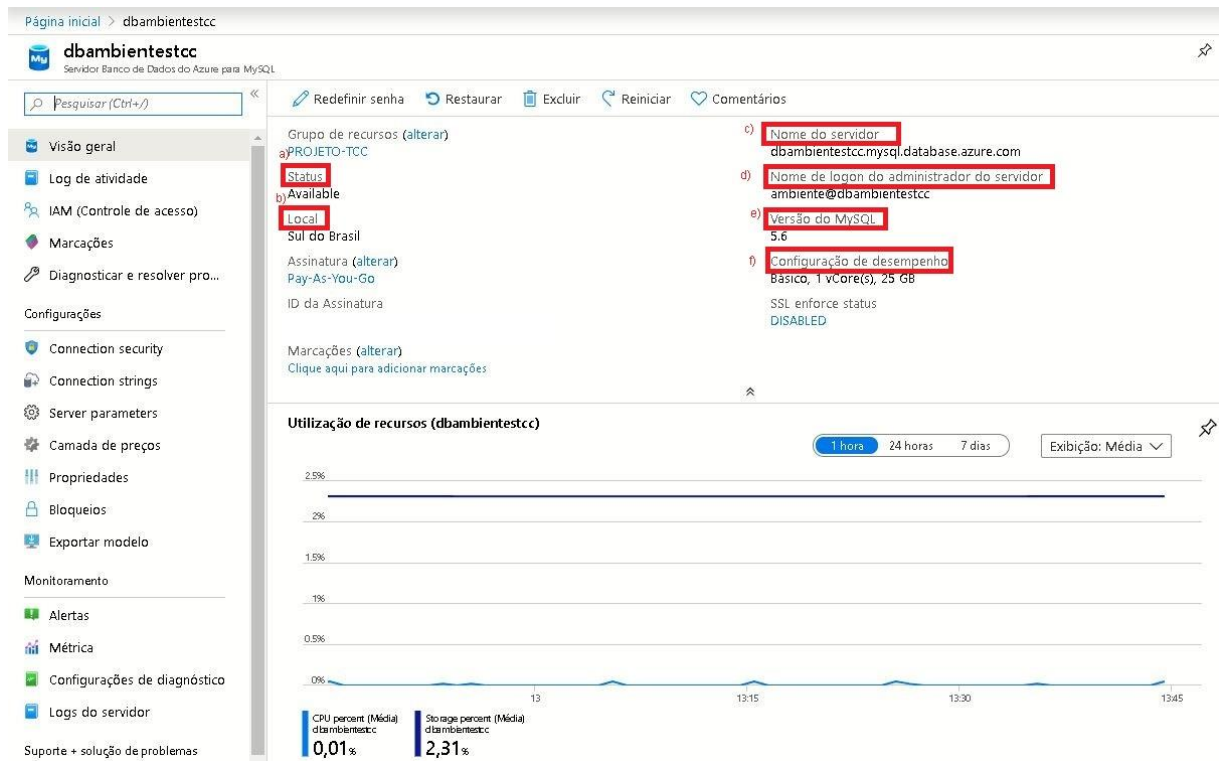 Página inicial > dbambientestcc
My
dbambientestcc
Servidor Banco de Dados do Azure para MySQL
Pesquisar (Ctrl+/)
«
Visão geral
Log de atividade
IAM (Controle de acesso)
Marcações
Diagnosticar e resolver pro...
Configurações
Connection security
Connection strings
Server parameters
Camada de preços
Propriedades
Bloqueios
Exportar modelo
Monitoramento
Alertas
Métrica
Configurações de diagnóstico
Logs do servidor
Suporte + solução de problemas
Redefinir senha Restaurar Excluir Reiniciar Comentários
Grupo de recursos (alterar)
PROJETO-TCC
a)
Status
Available
b)
Local
Sul do Brasil
Assinatura (alterar)
Pay-As-You-Go
ID da Assinatura
Marcações (alterar)
Clique aqui para adicionar marcações
c) Nome do servidor
dbambientestcc.mysql.database.azure.com
d) Nome de logon do administrador do servidor
ambiente@dbambientestcc
e) Versão do MySQL
5.6
f) Configuração de desempenho
Básico, 1 vCore(s), 25 GB
SSL enforce status
DISABLED
Utilização de recursos (dbambientestcc)
1 hora 24 horas 7 dias Exibição: Média
2.5%
2%
1.5%
1%
0.5%
0%
13 13:15 13:30 13:45
CPU percent (Média)
dbambientestcc
0,01%
Storage percent (Média)
dbambientestcc
2,31%